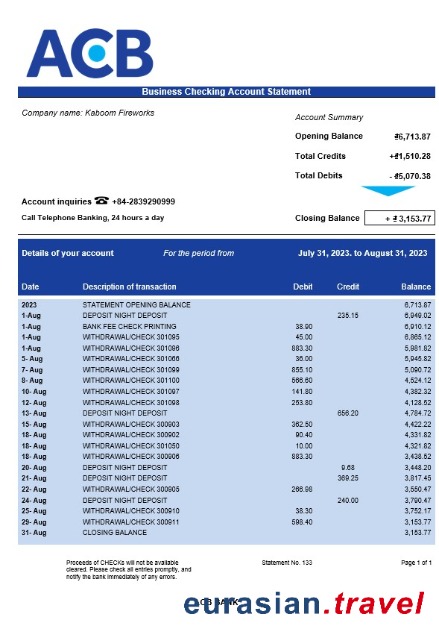 ACB
Business Checking Account Statement
Company name: Kaboom Fireworks
Account Summary
Opening Balance ₫6,713.87
Total Credits +₫1,510.28
Total Debits - ₫5,070.38
Account inquiries ☎ +84-2839290999
Call Telephone Banking, 24 hours a day
Closing Balance + ₫ 3,153.77
Details of your account For the period from July 31, 2023. to August 31, 2023
Date Description of transaction Debit Credit Balance
2023 STATEMENT OPENING BALANCE 6,713.87
1-Aug DEPOSIT NIGHT DEPOSIT 235.15 6,949.02
1-Aug BANK FEE CHECK PRINTING 38.90 6,910.12
1-Aug WITHDRAWAL/CHECK 301095 45.00 6,865.12
1-Aug WITHDRAWAL/CHECK 301096 883.30 5,981.82
5- Aug WITHDRAWAL/CHECK 301066 36.00 5,945.82
7- Aug WITHDRAWAL/CHECK 301099 855.10 5,090.72
8- Aug WITHDRAWAL/CHECK 301100 566.60 4,524.12
10- Aug WITHDRAWAL/CHECK 301097 141.80 4,382.32
12- Aug WITHDRAWAL/CHECK 301098 253.80 4,128.52
13- Aug DEPOSIT NIGHT DEPOSIT 656.20 4,784.72
15- Aug WITHDRAWAL/CHECK 300903 362.50 4,422.22
18- Aug WITHDRAWAL/CHECK 300902 90.40 4,331.82
18- Aug WITHDRAWAL/CHECK 301050 10.00 4,321.82
18- Aug WITHDRAWAL/CHECK 300906 883.30 3,438.52
20- Aug DEPOSIT NIGHT DEPOSIT 9.68 3,448.20
21- Aug DEPOSIT NIGHT DEPOSIT 369.25 3,817.45
22- Aug WITHDRAWAL/CHECK 300905 266.98 3,550.47
24- Aug DEPOSIT NIGHT DEPOSIT 240.00 3,790.47
25- Aug WITHDRAWAL/CHECK 300910 38.30 3,752.17
29- Aug WITHDRAWAL/CHECK 300911 598.40 3,153.77
31- Aug CLOSING BALANCE 3,153.77
Proceeds of CHECKs will not be available
cleared. Please check all entries promptly, and
notify the bank immediately of any errors.
Statement No. 133
Page 1 of 1
eurasian.travel